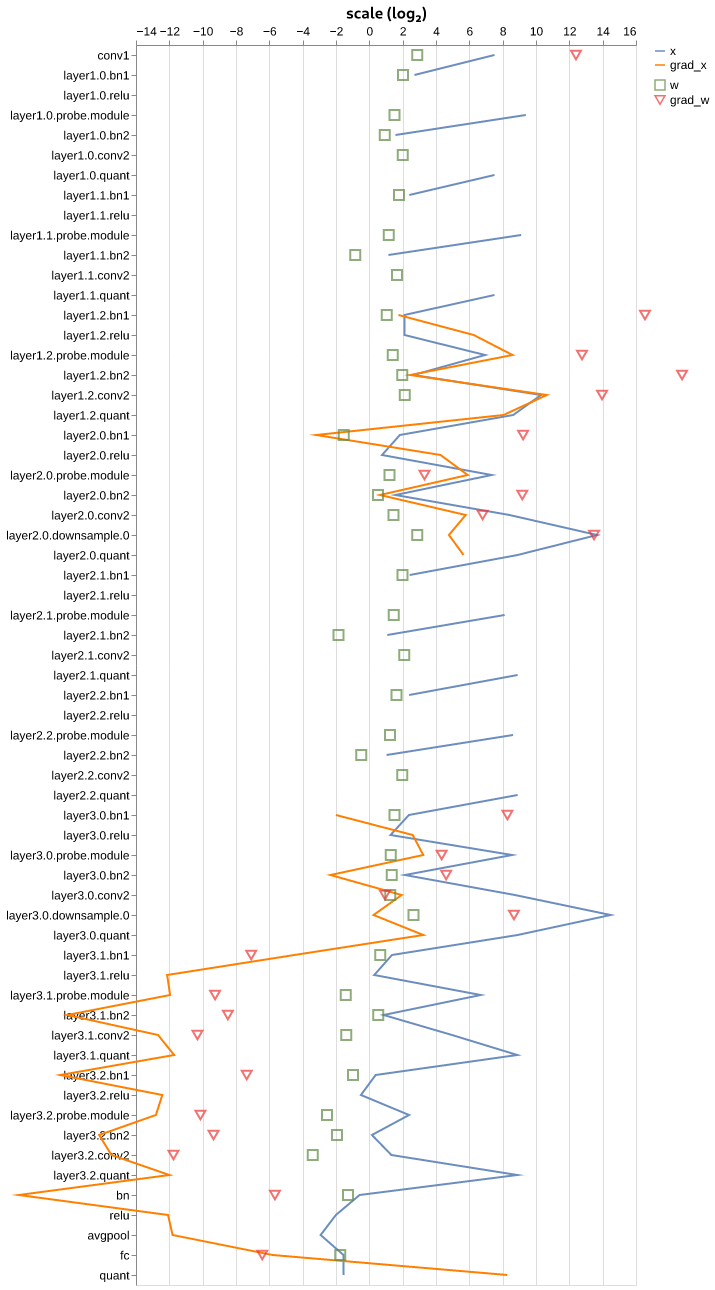 scale (log₂)
−14 −12 −10 −8 −6 −4 −2 0 2 4 6 8 10 12 14 16
x
grad_x
w
grad_w
conv1
layer1.0.bn1
layer1.0.relu
layer1.0.probe.module
layer1.0.bn2
layer1.0.conv2
layer1.0.quant
layer1.1.bn1
layer1.1.relu
layer1.1.probe.module
layer1.1.bn2
layer1.1.conv2
layer1.1.quant
layer1.2.bn1
layer1.2.relu
layer1.2.probe.module
layer1.2.bn2
layer1.2.conv2
layer1.2.quant
layer2.0.bn1
layer2.0.relu
layer2.0.probe.module
layer2.0.bn2
layer2.0.conv2
layer2.0.downsample.0
layer2.0.quant
layer2.1.bn1
layer2.1.relu
layer2.1.probe.module
layer2.1.bn2
layer2.1.conv2
layer2.1.quant
layer2.2.bn1
layer2.2.relu
layer2.2.probe.module
layer2.2.bn2
layer2.2.conv2
layer2.2.quant
layer3.0.bn1
layer3.0.relu
layer3.0.probe.module
layer3.0.bn2
layer3.0.conv2
layer3.0.downsample.0
layer3.0.quant
layer3.1.bn1
layer3.1.relu
layer3.1.probe.module
layer3.1.bn2
layer3.1.conv2
layer3.1.quant
layer3.2.bn1
layer3.2.relu
layer3.2.probe.module
layer3.2.bn2
layer3.2.conv2
layer3.2.quant
bn
relu
avgpool
fc
quant